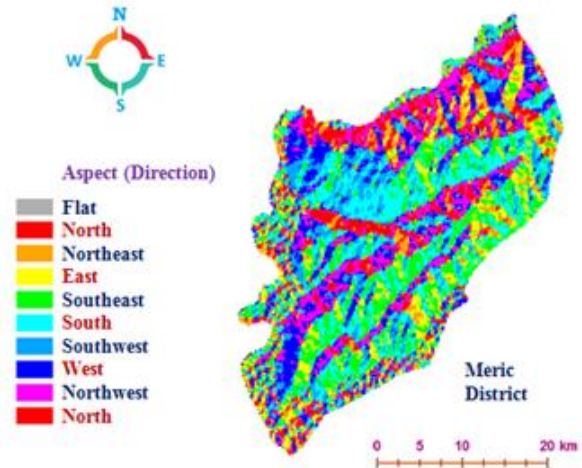 N
W E
S
Aspect (Direction)
Flat
North
Northeast
East
Southeast
South
Southwest
West
Northwest
North
Meric
District
0 5 10 20 km